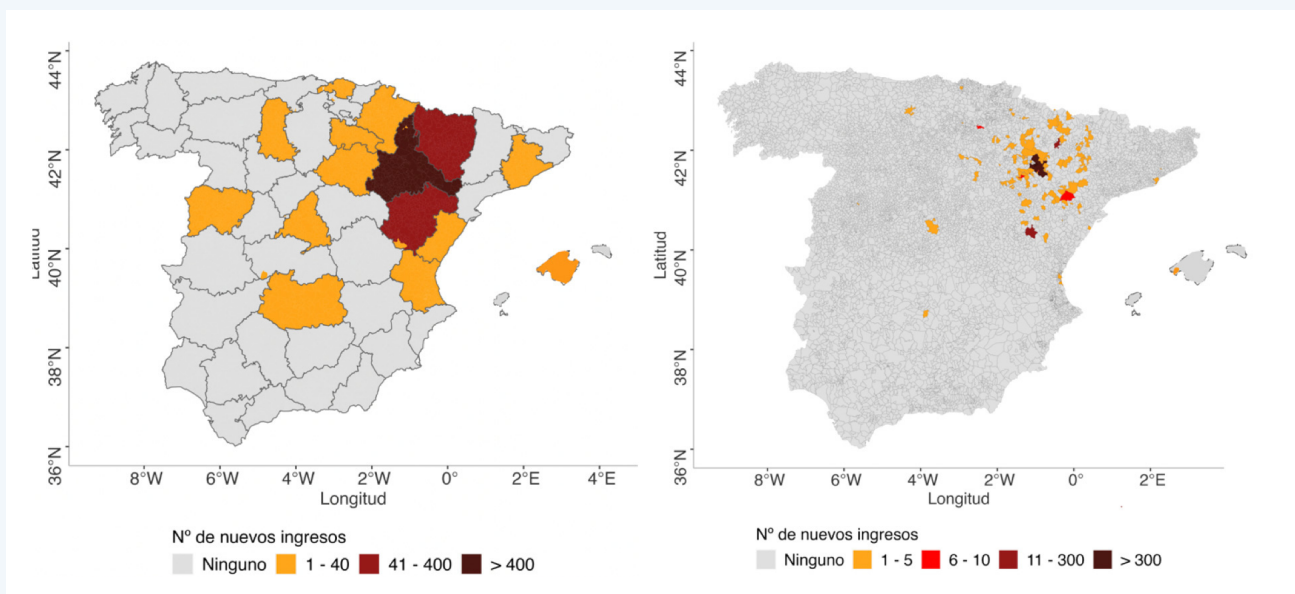 44°N
42°N
40°N
38°N
36°N
Latitud
8°W
6°W
4°W
2°W
0°
2°E
4°E
Longitud
Nº de nuevos ingresos
Ninguno 1 - 40 41 - 400 > 400
44°N
42°N
40°N
38°N
36°N
Latitud
8°W
6°W
4°W
2°W
0°
2°E
Longitud
Nº de nuevos ingresos
Ninguno 1 - 5 6 - 10 11 - 300 > 300